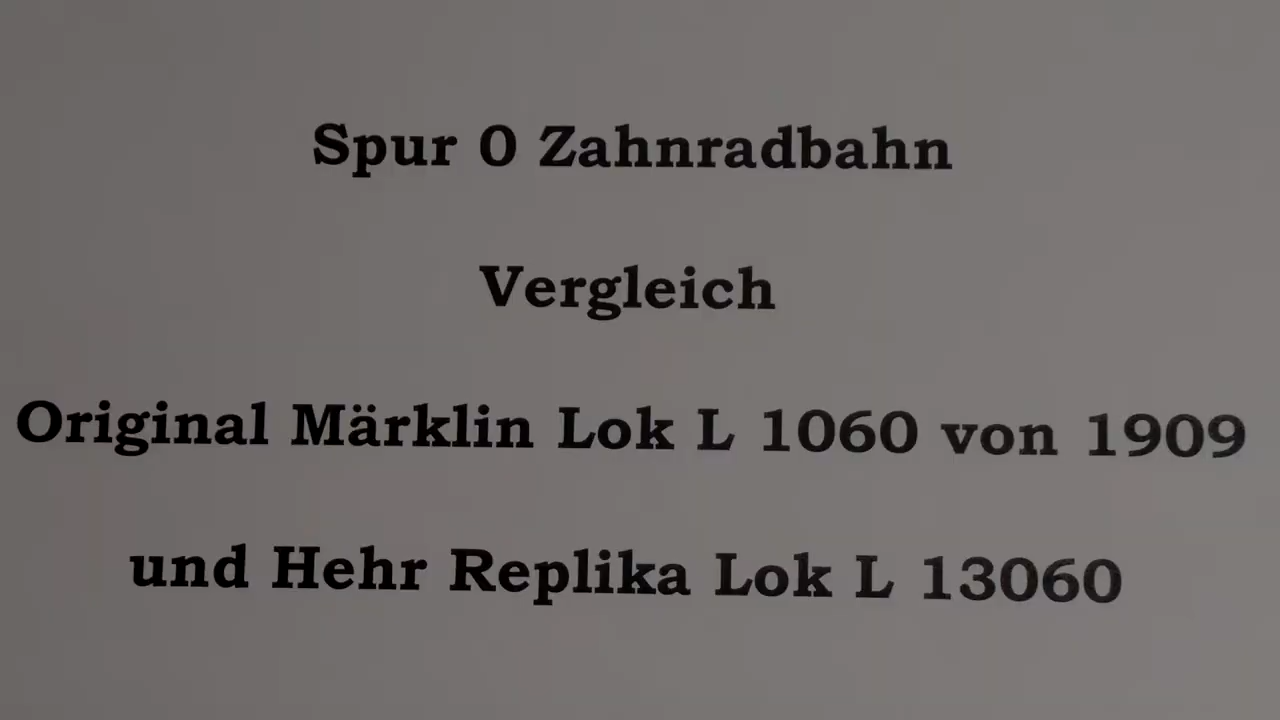 Spur 0 Zahnradbahn
Vergleich
Original Märklin Lok L 1060 von 1909
und Hehr Replika Lok L 13060